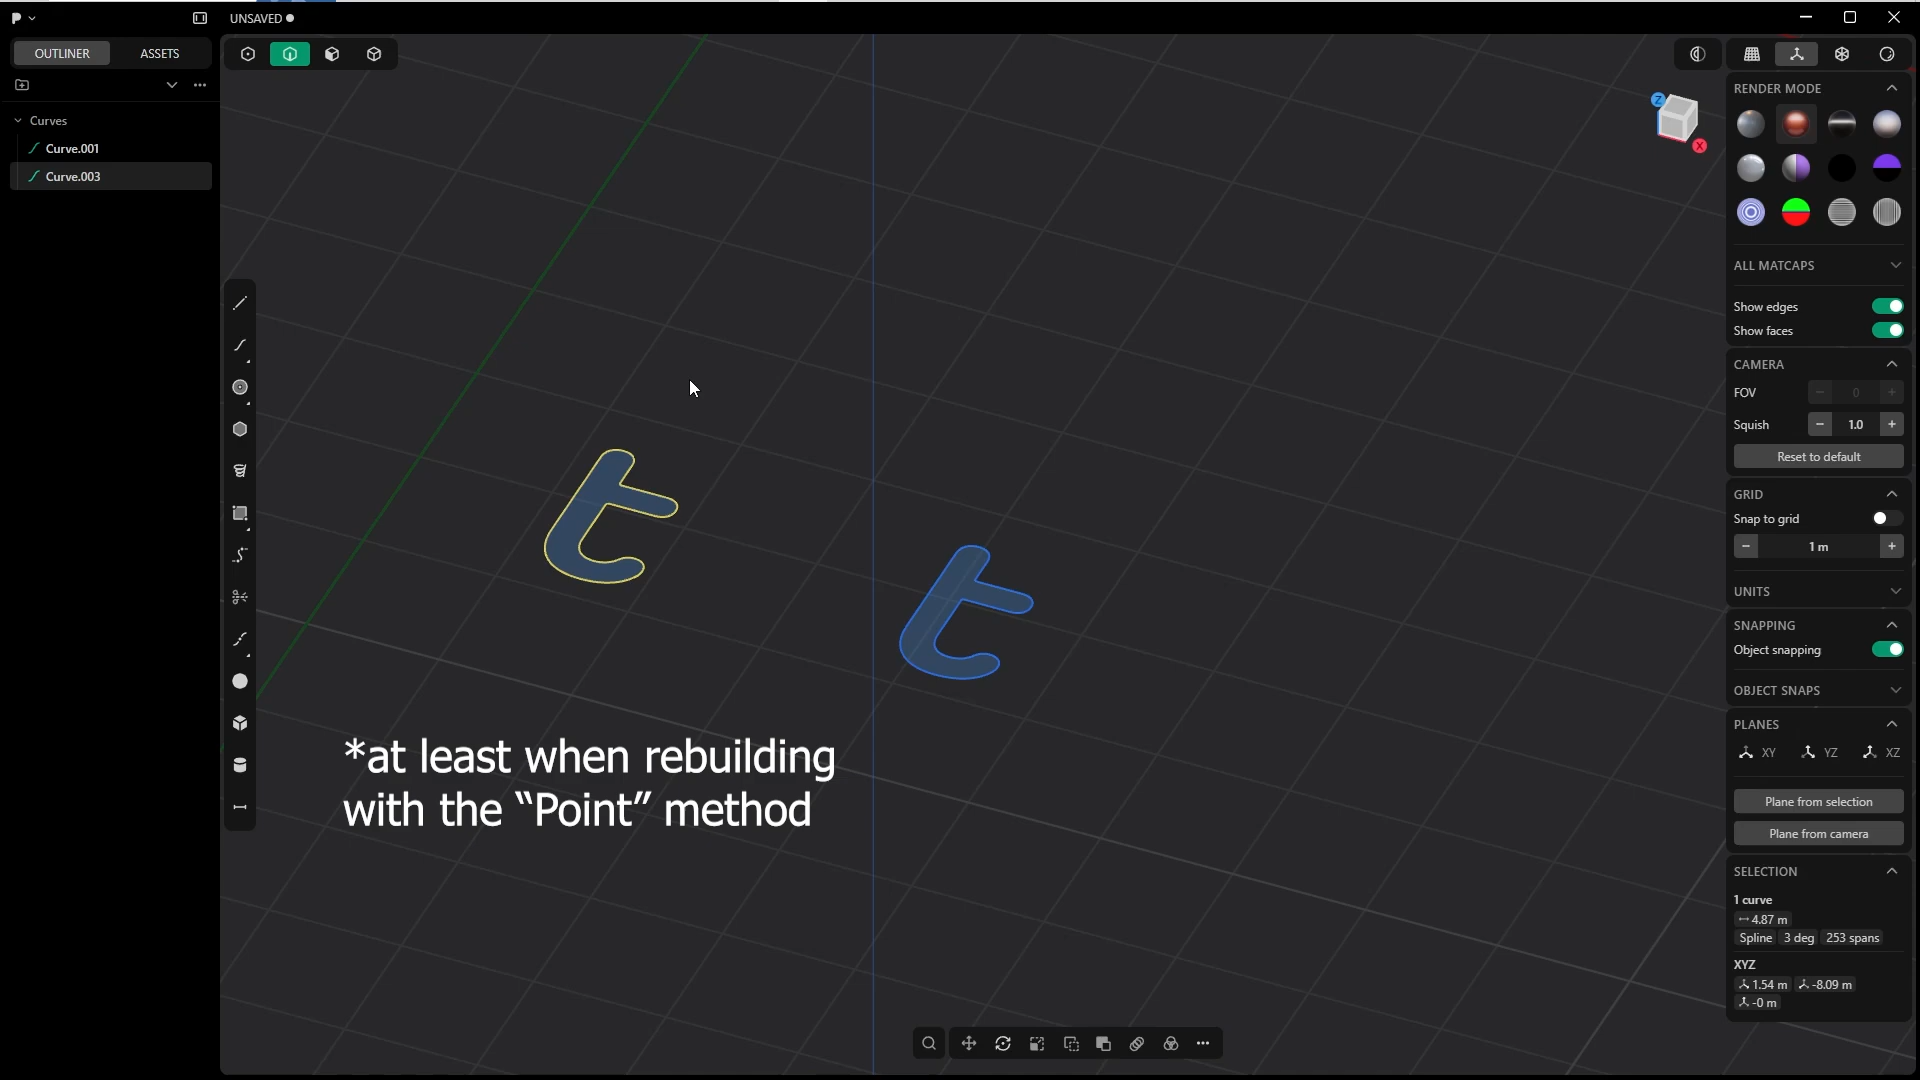 UNSAVED
OUTLINER
ASSETS
Curves
Curve.001
Curve.003
Z
X
*at least when rebuilding
with the “Point” method
RENDER MODE
ALL MATCAPS
Show edges
Show faces
CAMERA
FOV
0
Squish
1.0
Reset to default
GRID
Snap to grid
1 m
UNITS
SNAPPING
Object snapping
OBJECT SNAPS
PLANES
XY
YZ
XZ
Plane from selection
Plane from camera
SELECTION
1 curve
4.87 m
Spline 3 deg 253 spans
XYZ
1.54 m -8.09 m
-0 m